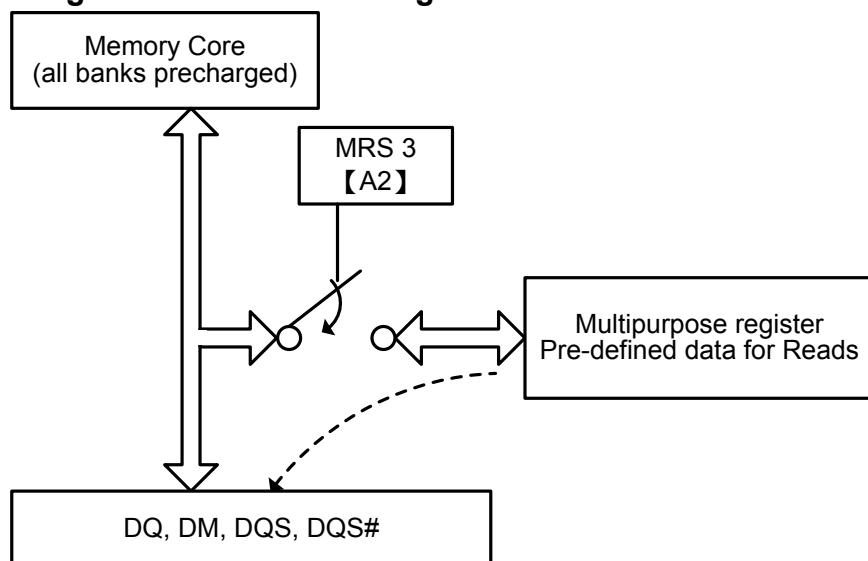 Memory Core
(all banks precharged)
MRS 3
【A2】
Multipurpose register
Pre-defined data for Reads
DQ, DM, DQS, DQS#